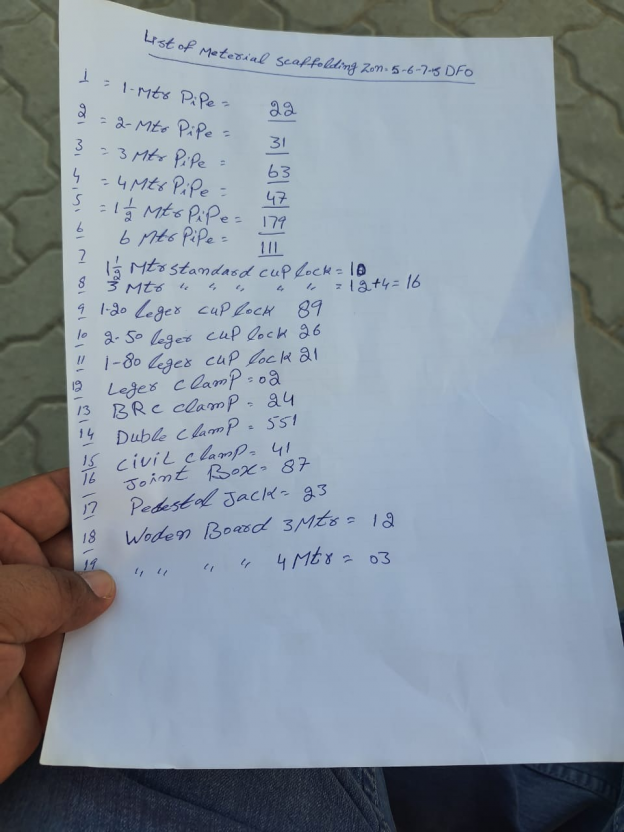 List of Meterial Scaffolding Zon-5-6-7-8 DFO
1 = 1-Mtr PiPe = 22
2 = 2-Mtr PiPe = 31
3 = 3 Mtr PiPe = 63
4 = 4 Mtr PiPe = 47
5 = 1 1/2 Mtr PiPe = 179
6 6 Mtr PiPe = 111
7 1 1/2 Mtr standard cup lock = 10
8 3 Mtr " " " " " = 12+4=16
9 1-20 leger cup lock 89
10 2-50 leger cup lock 26
11 1-80 leger cup lock 21
12 Leger clamp = 02
13 BRC clamp = 24
14 Duble clamp = 551
15 civil clamp = 41
16 Joint Box = 87
17 Pedestal Jack = 23
18 Woden Board 3 Mtr = 12
19 " " " " 4 Mtr = 03